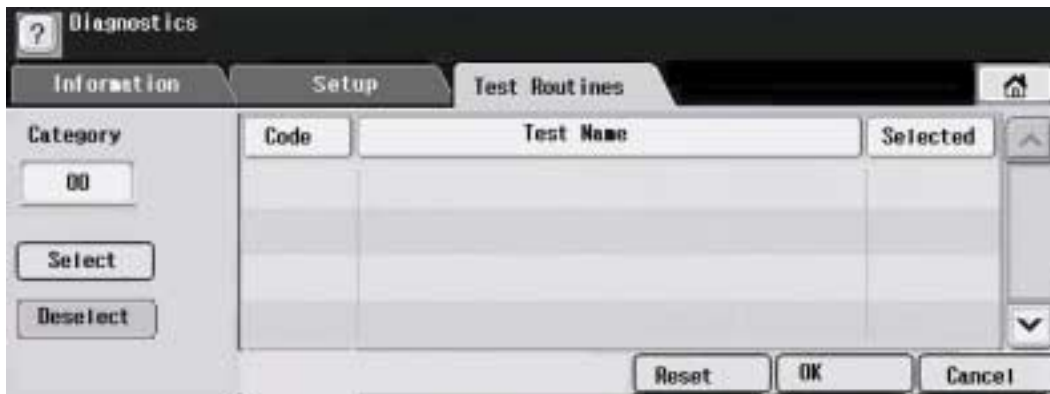 ? Diagnostics
Information Setup Test Routines
Category Code Test Name Selected
00
Select
Deselect
Reset OK Cancel